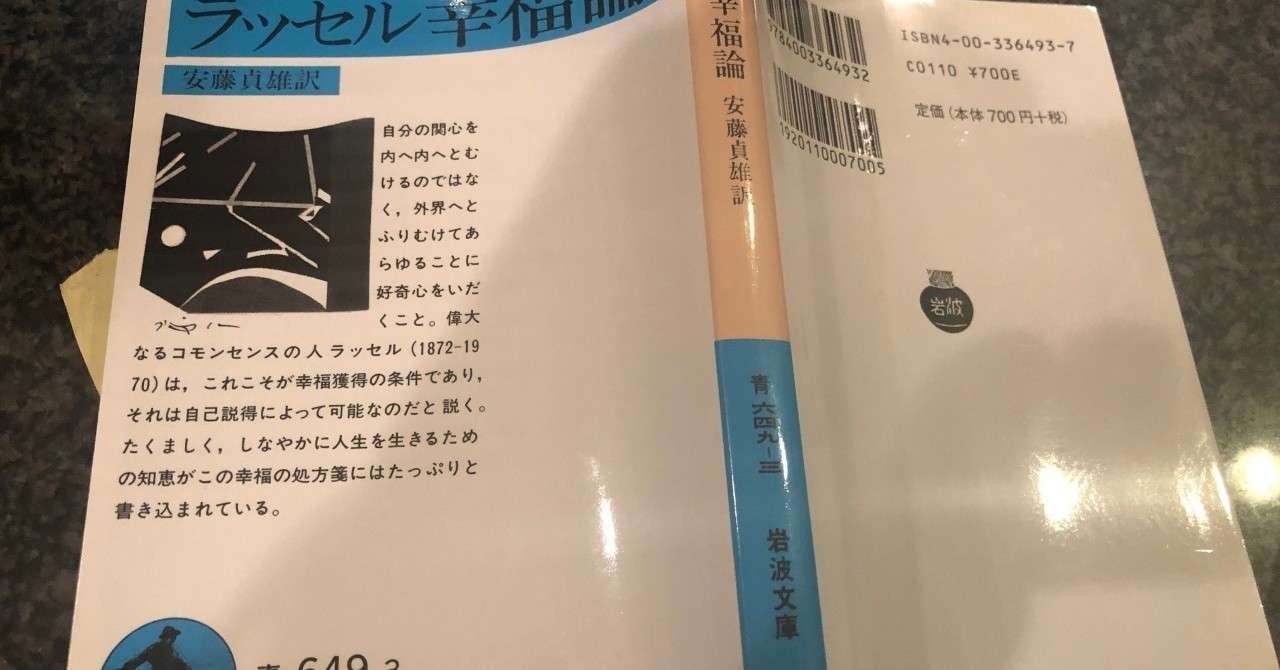 ラッセル幸福論
安藤貞雄訳
自分の関心を
内へ内へとむ
けるのではな
く，外界へと
ふりむけてあ
らゆることに
好奇心をいだ
くこと。偉大
なるコモンセンスの人ラッセル（1872-19
70）は，これこそが幸福獲得の条件であり，
それは自己説得によって可能なのだと説く。
たくましく，しなやかに人生を生きるため
の知恵がこの幸福の処方箋にはたっぷりと
書き込まれている。
青 649-3
幸福論 安藤貞雄訳
青 六四九-三
岩波文庫
9784003364932
1920110007005
ISBN4-00-336493-7
C0110 ¥700E
定価（本体700円＋税）
岩波